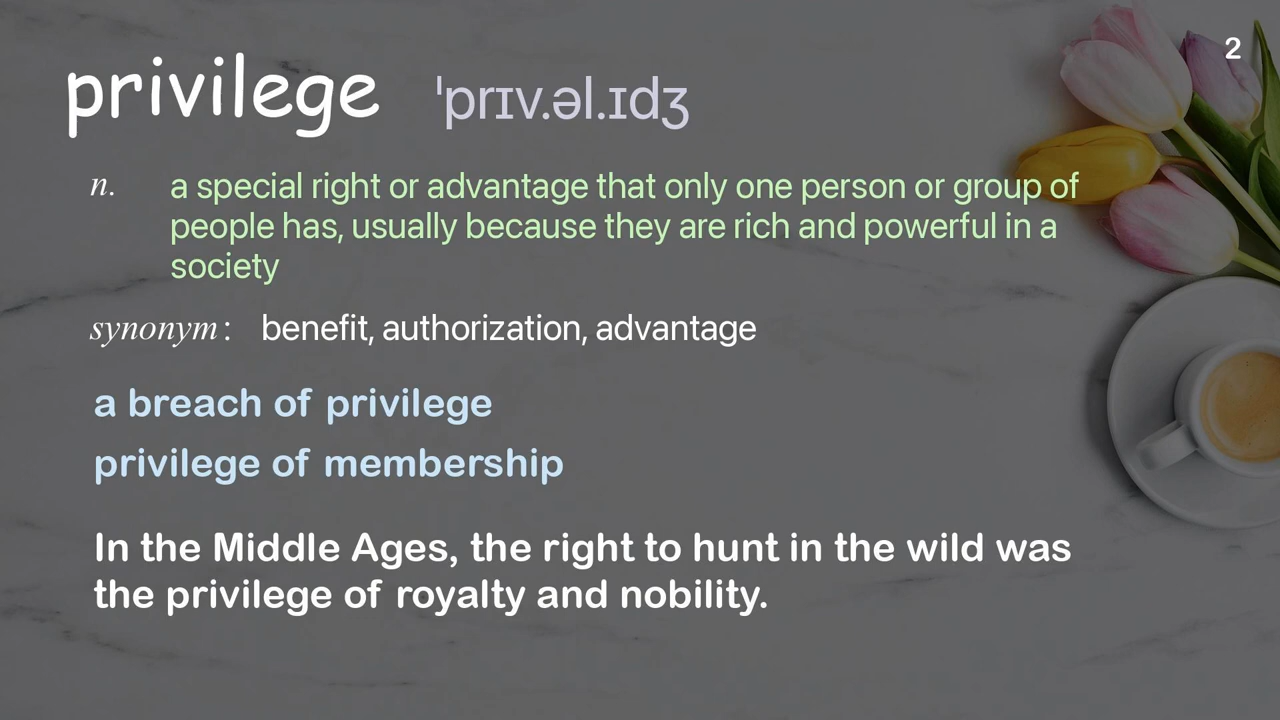 2
privilege ˈprɪv.əl.ɪdʒ
n. a special right or advantage that only one person or group of
people has, usually because they are rich and powerful in a
society
synonym: benefit, authorization, advantage
a breach of privilege
privilege of membership
In the Middle Ages, the right to hunt in the wild was
the privilege of royalty and nobility.